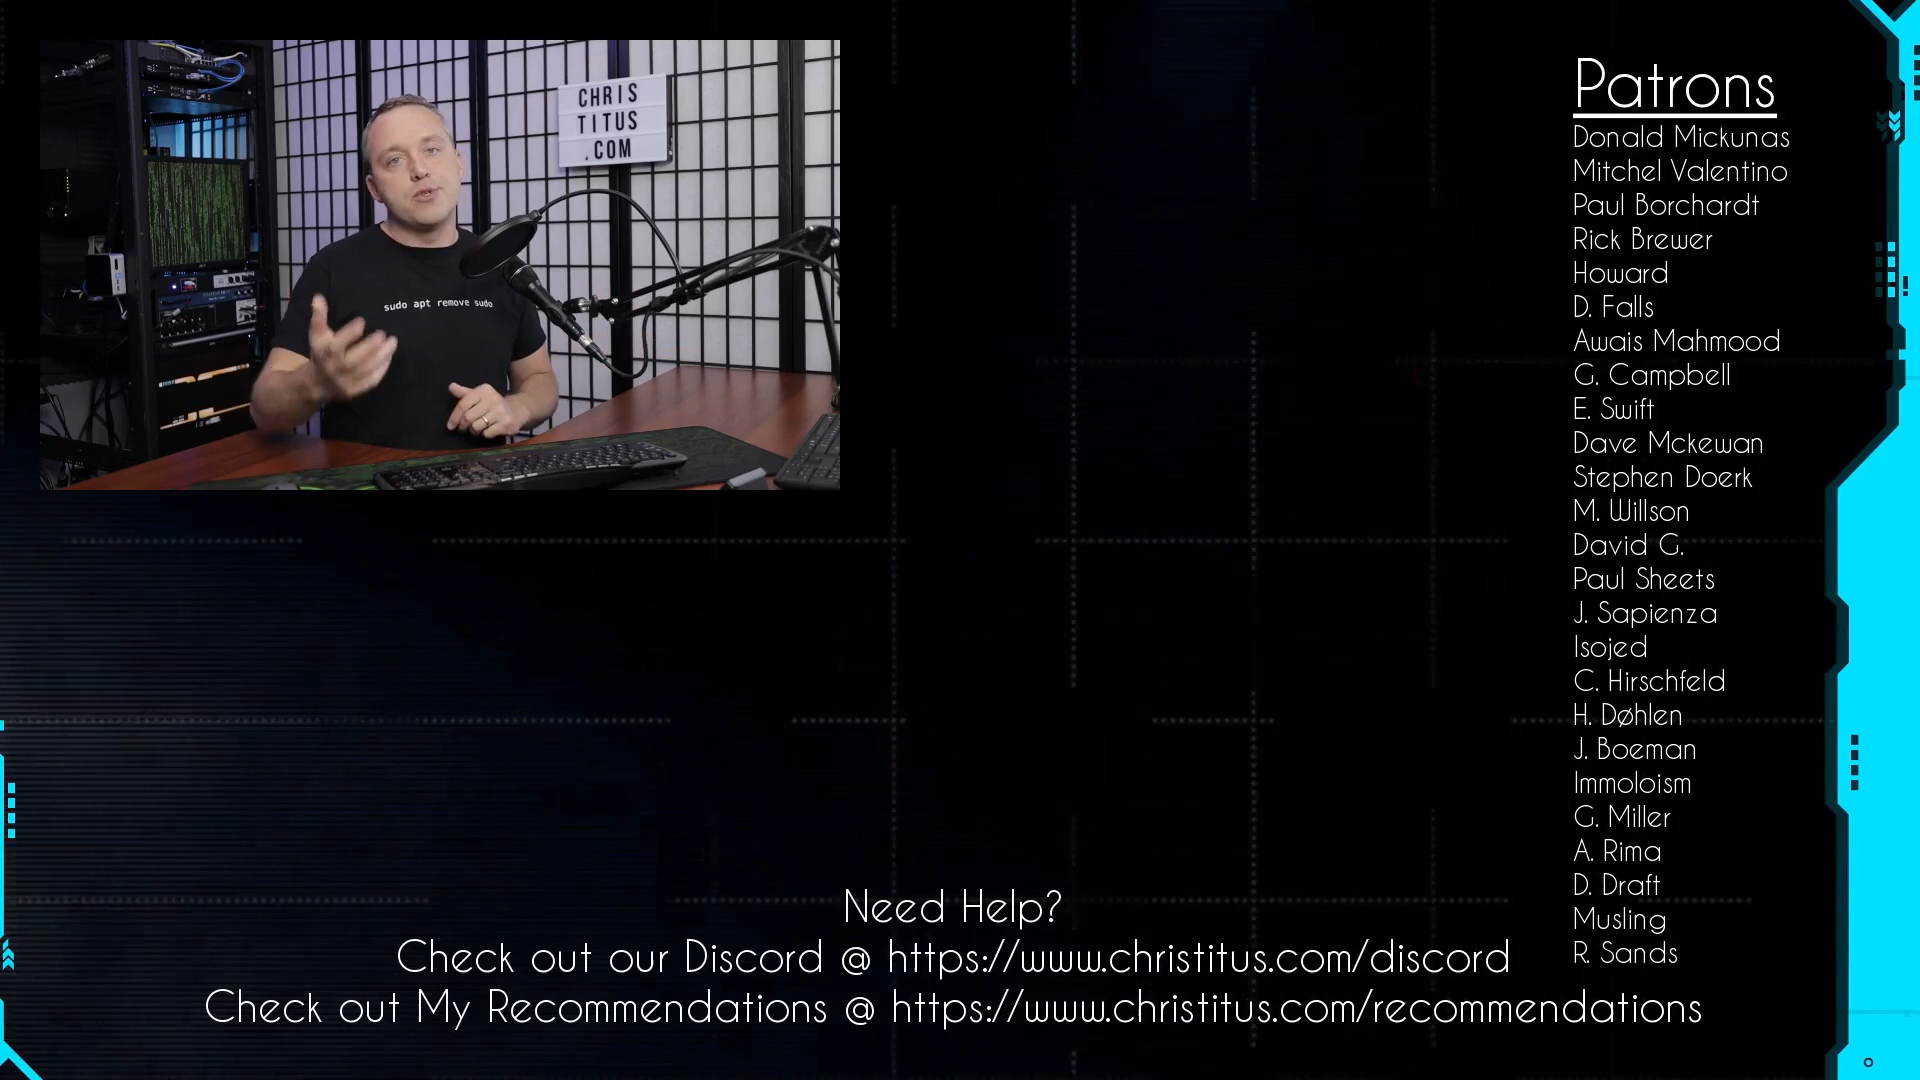 CHRIS
TITUS
.COM
sudo apt remove sudo
Patrons
Donald Mickunas
Mitchel Valentino
Paul Borchardt
Rick Brewer
Howard
D. Falls
Awais Mahmood
G. Campbell
E. Swift
Dave Mckewan
Stephen Doerk
M. Willson
David G.
Paul Sheets
J. Sapienza
Isojed
C. Hirschfeld
H. Døhlen
J. Boeman
Immoloism
G. Miller
A. Rima
D. Draft
Musling
R. Sands
Need Help?
Check out our Discord @ https://www.christitus.com/discord
Check out My Recommendations @ https://www.christitus.com/recommendations